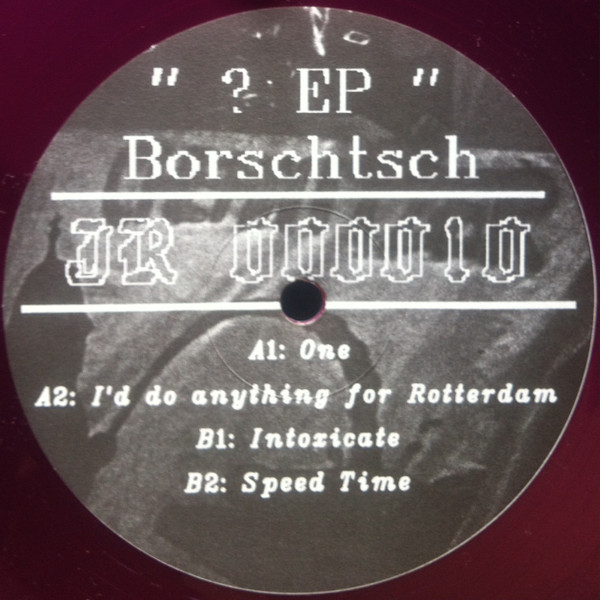 " ? EP "
Borschtsch
JR 000010
A1: One
A2: I'd do anything for Rotterdam
B1: Intoxicate
B2: Speed Time